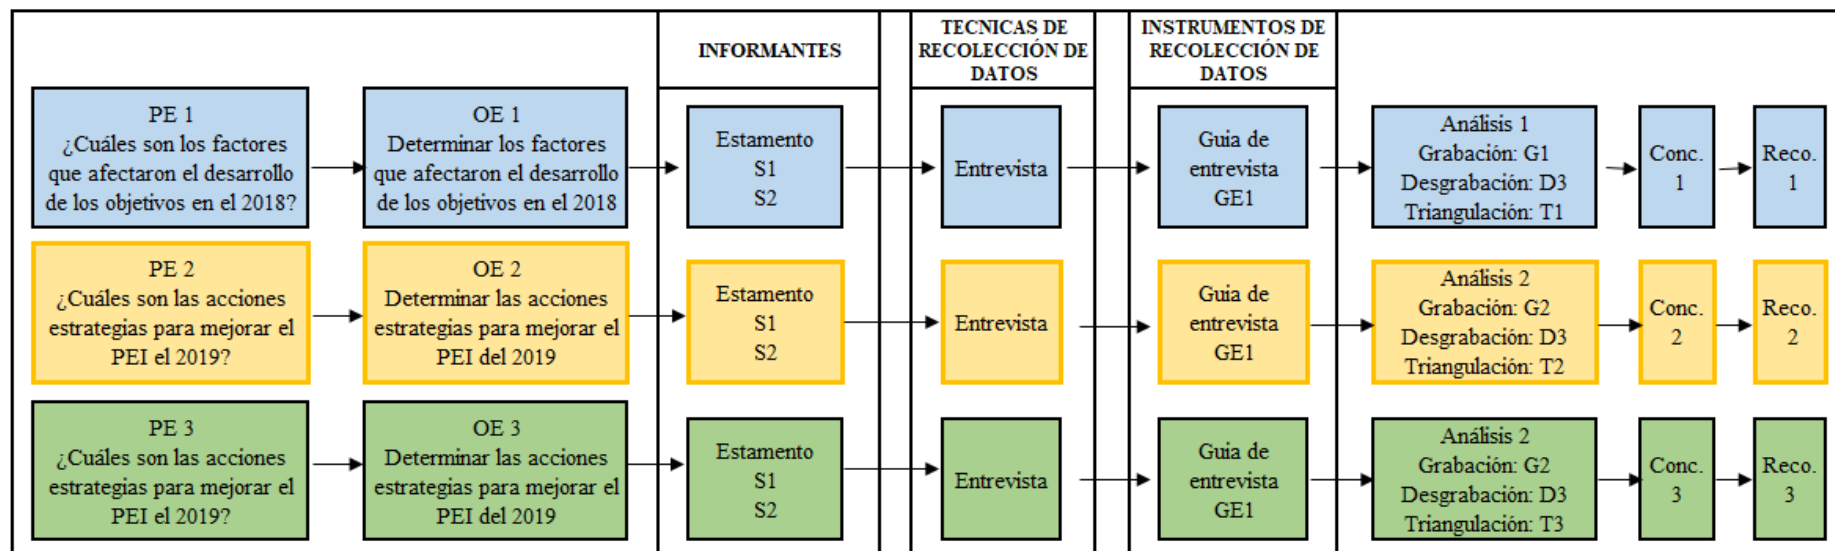 INFORMANTES
TECNICAS DE
RECOLECCIÓN DE
DATOS
INSTRUMENTOS DE
RECOLECCIÓN DE
DATOS
PE 1
¿Cuáles son los factores
que afectaron el desarrollo
de los objetivos en el 2018?
OE 1
Determinar los factores
que afectaron el desarrollo
de los objetivos en el 2018
Estamento
S1
S2
Entrevista
Guia de
entrevista
GE1
Análisis 1
Grabación: G1
Desgrabación: D3
Triangulación: T1
Conc.
1
Reco.
1
PE 2
¿Cuáles son las acciones
estrategias para mejorar el
PEI el 2019?
OE 2
Determinar las acciones
estrategias para mejorar el
PEI del 2019
Estamento
S1
S2
Entrevista
Guia de
entrevista
GE1
Análisis 2
Grabación: G2
Desgrabación: D3
Triangulación: T2
Conc.
2
Reco.
2
PE 3
¿Cuáles son las acciones
estrategias para mejorar el
PEI el 2019?
OE 3
Determinar las acciones
estrategias para mejorar el
PEI del 2019
Estamento
S1
S2
Entrevista
Guia de
entrevista
GE1
Análisis 2
Grabación: G2
Desgrabación: D3
Triangulación: T3
Conc.
3
Reco.
3